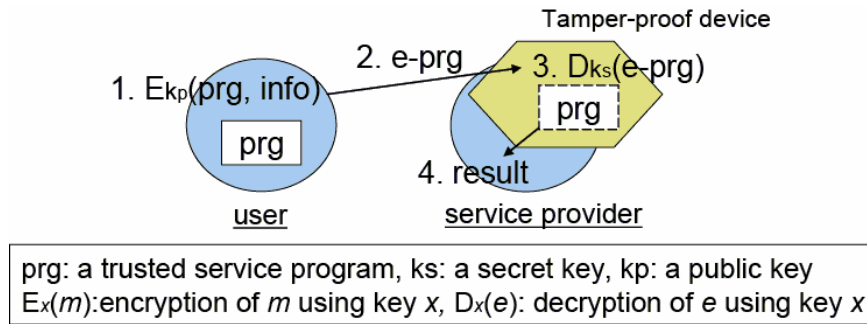 Tamper-proof device
2. e-prg
3. Dks(e-prg)
1. Ekp(prg, info)
prg
prg
4. result
user
service provider
prg: a trusted service program, ks: a secret key, kp: a public key
Ex(m):encryption of m using key x, Dx(e): decryption of e using key x